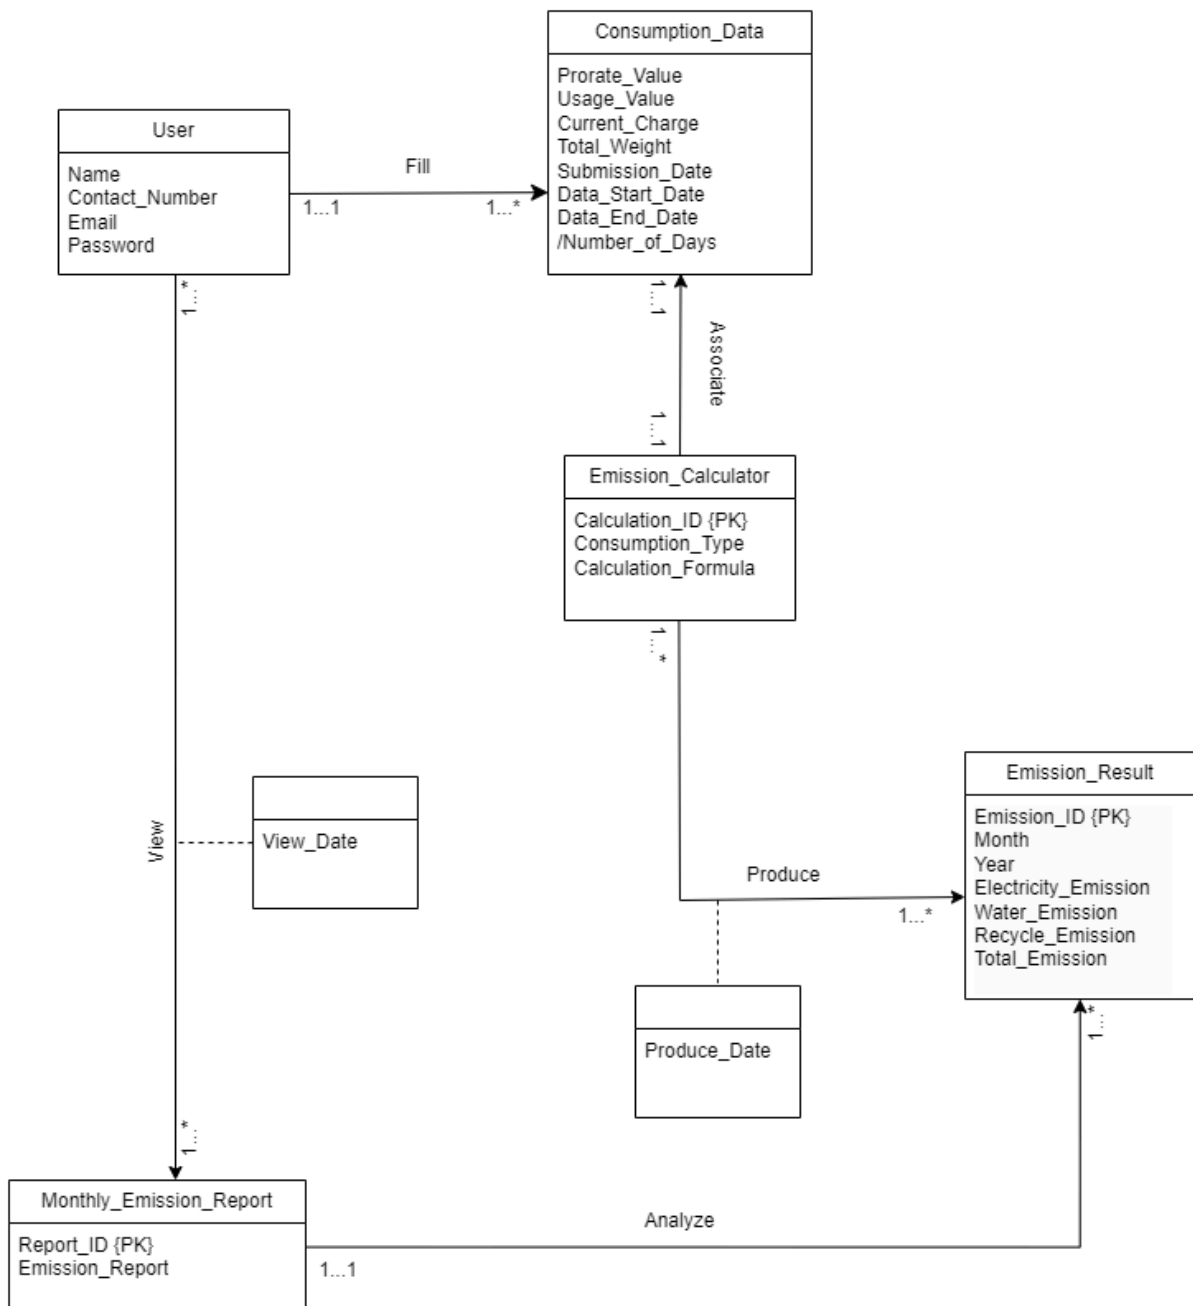 Consumption_Data
Prorate_Value
Usage_Value
Current_Charge
Total_Weight
Submission_Date
Data_Start_Date
Data_End_Date
/Number_of_Days
User
Name
Contact_Number
Email
Password
Fill
1...1
1...*
1...*
1...1
Associate
1...1
Emission_Calculator
Calculation_ID {PK}
Consumption_Type
Calculation_Formula
1...*
Emission_Result
Emission_ID {PK}
Month
Year
Electricity_Emission
Water_Emission
Recycle_Emission
Total_Emission
View
View_Date
Produce
1...*
Produce_Date
1...*
1...*
Monthly_Emission_Report
Report_ID {PK}
Emission_Report
Analyze
1...1